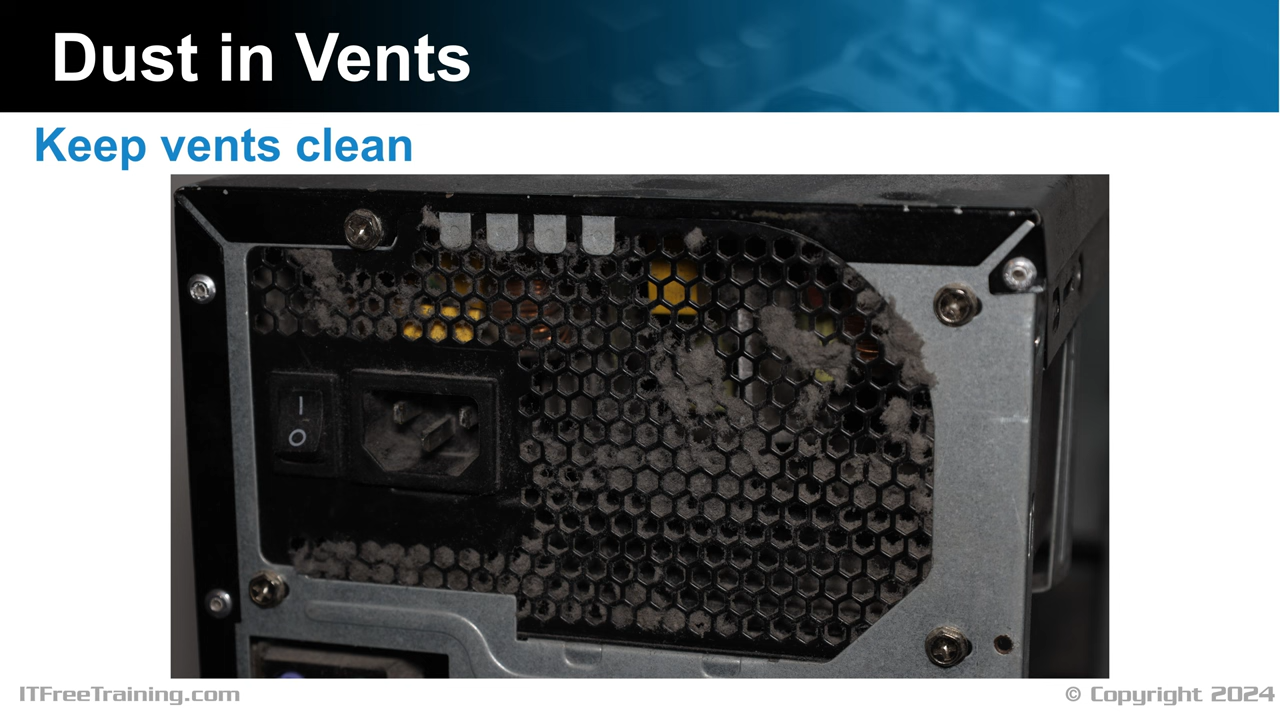 Dust in Vents
Keep vents clean
I
O
ITFreeTraining.com
© Copyright 2024